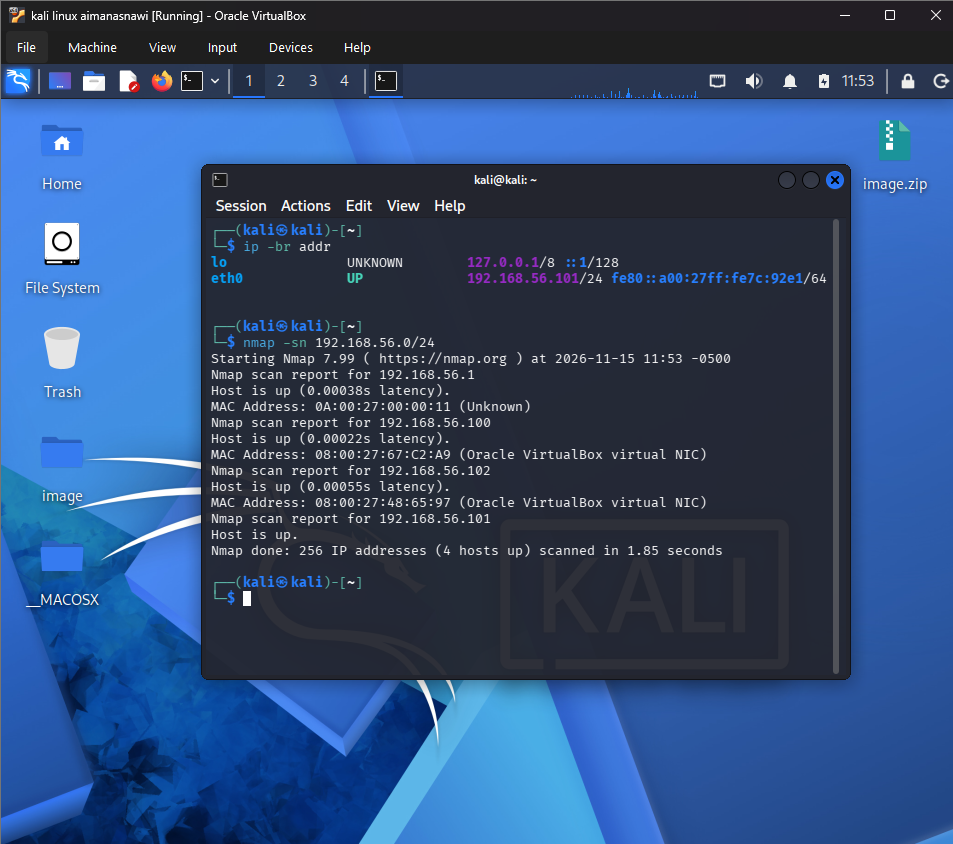 kali linux aimanasnawi [Running] - Oracle VirtualBox
File Machine View Input Devices Help
1 2 3 4 11:53
Home
File System
Trash
image
__MACOSX
image.zip
kali@kali: ~
Session Actions Edit View Help
┌──(kali㉿kali)-[~]
└─$ ip -br addr
lo UNKNOWN 127.0.0.1/8 ::1/128
eth0 UP 192.168.56.101/24 fe80::a00:27ff:fe7c:92e1/64
┌──(kali㉿kali)-[~]
└─$ nmap -sn 192.168.56.0/24
Starting Nmap 7.99 ( https://nmap.org ) at 2026-11-15 11:53 -0500
Nmap scan report for 192.168.56.1
Host is up (0.00038s latency).
MAC Address: 0A:00:27:00:00:11 (Unknown)
Nmap scan report for 192.168.56.100
Host is up (0.00022s latency).
MAC Address: 08:00:27:67:C2:A9 (Oracle VirtualBox virtual NIC)
Nmap scan report for 192.168.56.102
Host is up (0.00055s latency).
MAC Address: 08:00:27:48:65:97 (Oracle VirtualBox virtual NIC)
Nmap scan report for 192.168.56.101
Host is up.
Nmap done: 256 IP addresses (4 hosts up) scanned in 1.85 seconds
┌──(kali㉿kali)-[~]
└─$
KALI